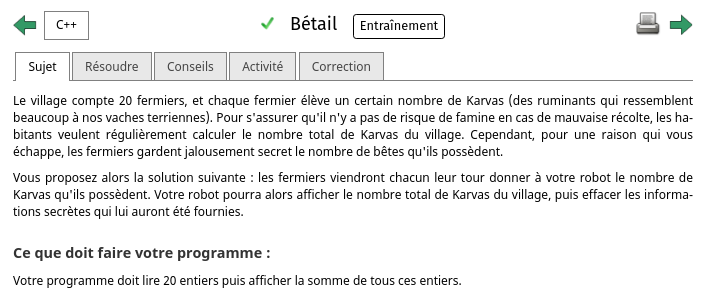 C++
Bétail
Entraînement
Sujet
Résoudre
Conseils
Activité
Correction
Le village compte 20 fermiers, et chaque fermier élève un certain nombre de Karvas (des ruminants qui ressemblent
beaucoup à nos vaches terriennes). Pour s'assurer qu'il n'y a pas de risque de famine en cas de mauvaise récolte, les ha-
bitants veulent régulièrement calculer le nombre total de Karvas du village. Cependant, pour une raison qui vous
échappe, les fermiers gardent jalousement secret le nombre de bêtes qu'ils possèdent.
Vous proposez alors la solution suivante : les fermiers viendront chacun leur tour donner à votre robot le nombre de
Karvas qu'ils possèdent. Votre robot pourra alors afficher le nombre total de Karvas du village, puis effacer les informa-
tions secrètes qui lui auront été fournies.
Ce que doit faire votre programme :
Votre programme doit lire 20 entiers puis afficher la somme de tous ces entiers.